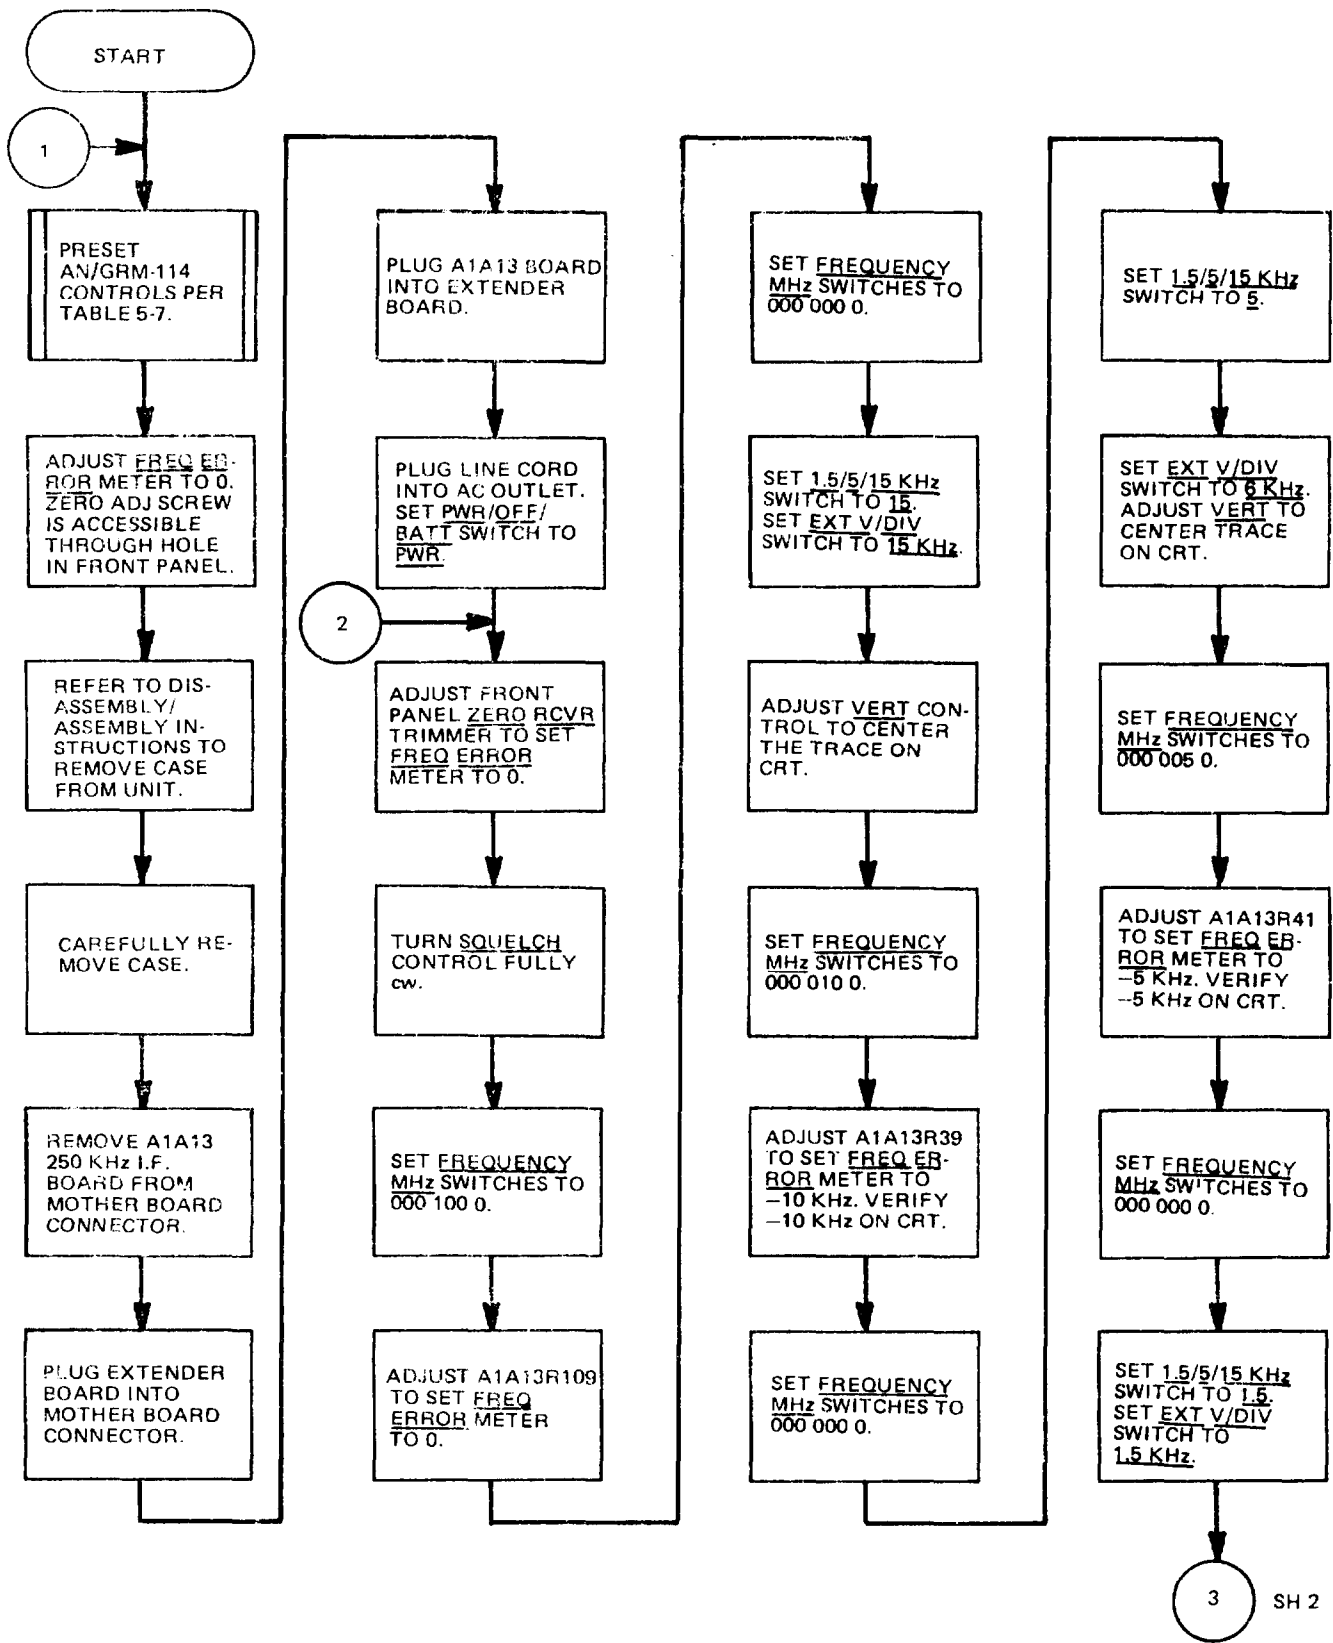 START
1
PRESET
AN/GRM-114
CONTROLS PER
TABLE 5-7.
ADJUST FREQ ER-
ROR METER TO 0.
ZERO ADJ SCREW
IS ACCESSIBLE
THROUGH HOLE
IN FRONT PANEL.
REFER TO DIS-
ASSEMBLY/
ASSEMBLY IN-
STRUCTIONS TO
REMOVE CASE
FROM UNIT.
CAREFULLY RE-
MOVE CASE.
REMOVE A1A13
250 KHz I.F.
BOARD FROM
MOTHER BOARD
CONNECTOR.
PLUG EXTENDER
BOARD INTO
MOTHER BOARD
CONNECTOR.
PLUG A1A13 BOARD
INTO EXTENDER
BOARD.
PLUG LINE CORD
INTO AC OUTLET.
SET PWR/OFF/
BATT SWITCH TO
PWR.
2
ADJUST FRONT
PANEL ZERO RCVR
TRIMMER TO SET
FREQ ERROR
METER TO 0.
TURN SQUELCH
CONTROL FULLY
cw.
SET FREQUENCY
MHz SWITCHES TO
000 100 0.
ADJUST A1A13R109
TO SET FREQ
ERROR METER
TO 0.
SET FREQUENCY
MHz SWITCHES TO
000 000 0.
SET 1.5/5/15 KHz
SWITCH TO 15.
SET EXT V/DIV
SWITCH TO 15 KHz.
ADJUST VERT CON-
TROL TO CENTER
THE TRACE ON
CRT.
SET FREQUENCY
MHz SWITCHES TO
000 010 0.
ADJUST A1A13R39
TO SET FREQ ER-
ROR METER TO
-10 KHz. VERIFY
-10 KHz ON CRT.
SET FREQUENCY
MHz SWITCHES TO
000 000 0.
SET 1.5/5/15 KHz
SWITCH TO 5.
SET EXT V/DIV
SWITCH TO 6 KHz.
ADJUST VERT TO
CENTER TRACE
ON CRT.
SET FREQUENCY
MHz SWITCHES TO
000 005 0.
ADJUST A1A13R41
TO SET FREQ ER-
ROR METER TO
-5 KHz. VERIFY
-5 KHz ON CRT.
SET FREQUENCY
MHz SWITCHES TO
000 000 0.
SET 1.5/5/15 KHz
SWITCH TO 1.5.
SET EXT V/DIV
SWITCH TO
1.5 KHz.
3
SH 2